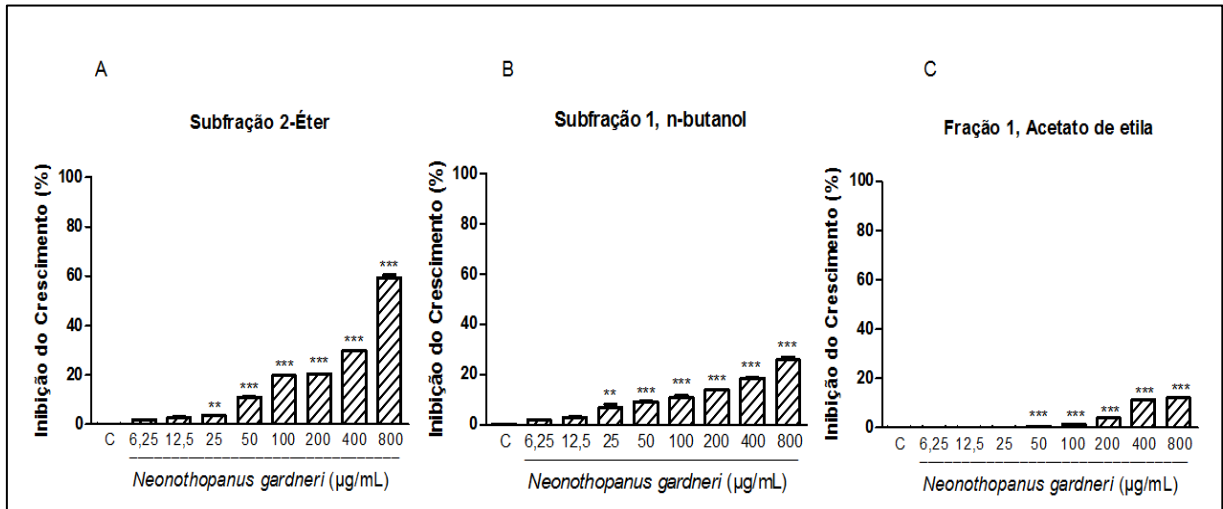 A
Subfração 2-Éter
Inibição do Crescimento (%)
100
80
60
40
20
0
**
***
***
***
***
***
C 6,25 12,5 25 50 100 200 400 800
Neonothopanus gardneri (µg/mL)
B
Subfração 1, n-butanol
Inibição do Crescimento (%)
100
80
60
40
20
0
**
***
***
***
***
***
C 6,25 12,5 25 50 100 200 400 800
Neonothopanus gardneri (µg/mL)
C
Fração 1, Acetato de etila
Inibição do Crescimento (%)
100
80
60
40
20
0
***
***
***
***
***
C 6,25 12,5 25 50 100 200 400 800
Neonothopanus gardneri (µg/mL)